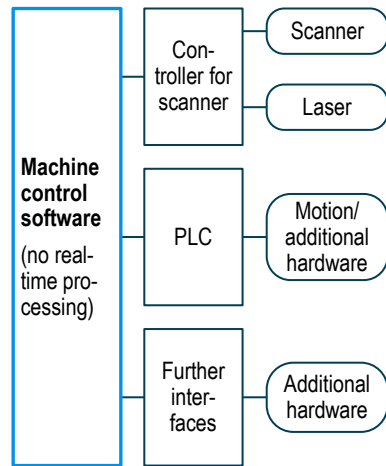 Machine
control
software
(no real-
time pro-
cessing)
Con-
troller for
scanner
Scanner
Laser
PLC
Motion/
additional
hardware
Further
inter-
faces
Additional
hardware